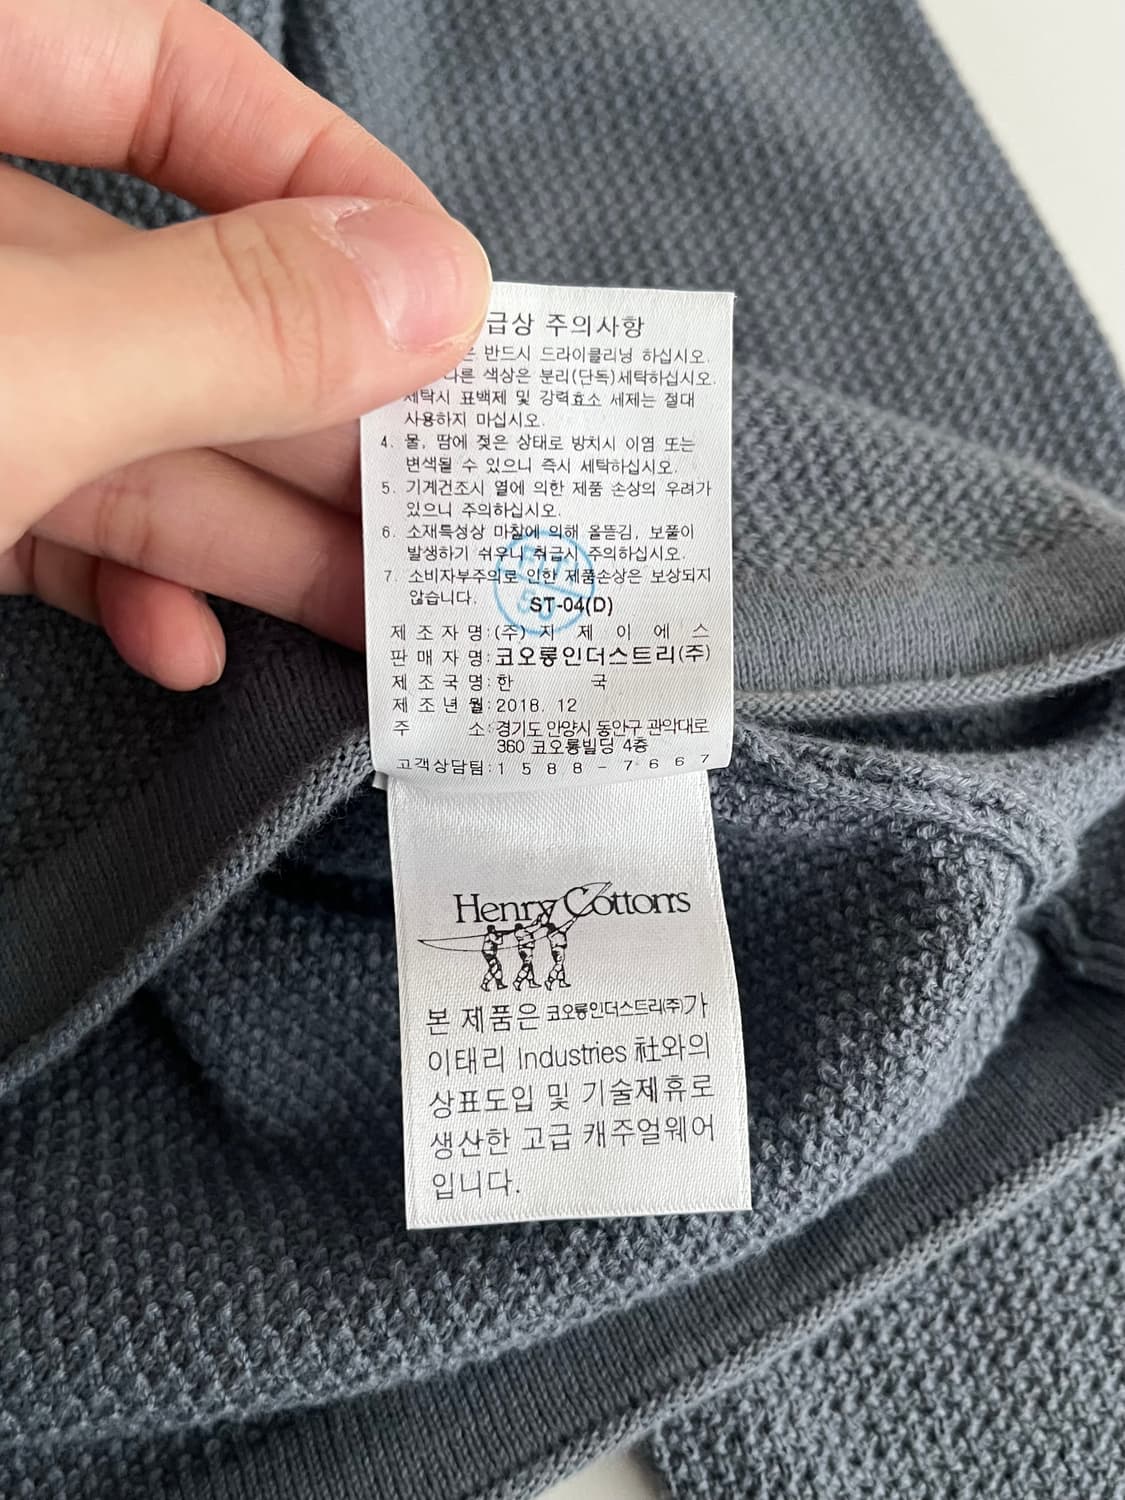 급상 주의사항
은 반드시 드라이클리닝 하십시오.
다른 색상은 분리(단독)세탁하십시오.
세탁시 표백제 및 강력효소 세제는 절대
사용하지 마십시오.
4. 물, 땀에 젖은 상태로 방치시 이염 또는
변색될 수 있으니 즉시 세탁하십시오.
5. 기계건조시 열에 의한 제품 손상의 우려가
있으니 주의하십시오.
6. 소재특성상 마찰에 의해 올뜯김, 보풀이
발생하기 쉬우니 취급시 주의하십시오.
7. 소비자부주의로 인한 제품손상은 보상되지
않습니다.
ST-04(D)
제 조 자 명:(주) 지 제 이 에 스
판 매 자 명:코오롱인더스트리(주)
제 조 국 명:한 국
제 조 년 월:2018. 12
주 소:경기도 안양시 동안구 관악대로
360 코오롱빌딩 4층
고객상담팀:1 5 8 8 - 7 6 6 7
Henry Cotton's
본 제품은 코오롱인더스트리(주)가
이태리 Industries 社와의
상표도입 및 기술제휴로
생산한 고급 캐주얼웨어
입니다.